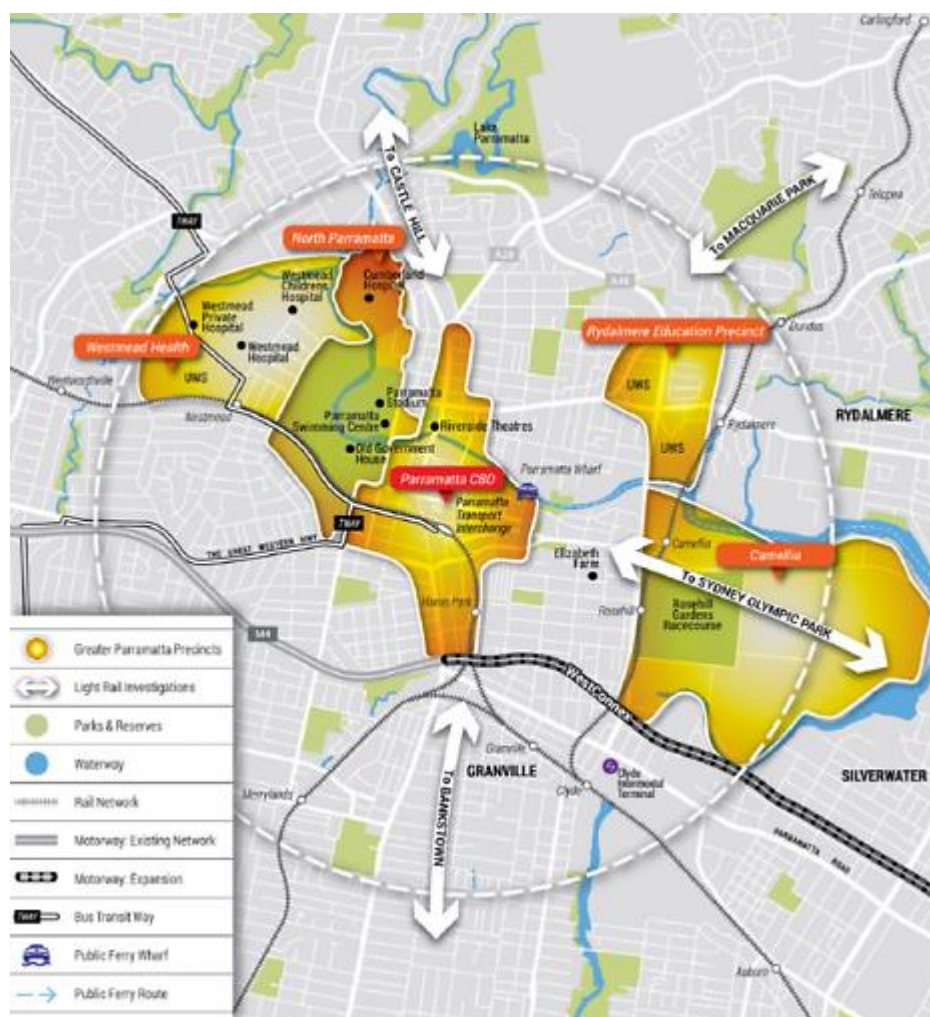 Carlingford
Lake
Parramatta
To CASTLE HILL
To MACQUARIE PARK
Telopea
TWAY
North Parramatta
A28
Westmead
Childrens
Hospital
Cumberland
Hospital
Westmead
Private
Hospital
Westmead
Hospital
Westmead Health
UWS
Wentworthville
Westmead
Rydalmere Education Precinct
Dundas
UWS
UWS
RYDALMERE
Rydalmere
Parramatta
Stadium
Parramatta
Swimming Centre
Riverside Theatres
Old Government
House
Parramatta Wharf
Parramatta CBD
Parramatta
Transport
Interchange
TWAY
THE GREAT WESTERN HWY
Elizabeth
Farm
Camellia
Camellia
To SYDNEY OLYMPIC PARK
Harris Park
Rosehill
Rosehill
Gardens
Racecourse
M4
WestConnex
Granville
GRANVILLE
Clyde
Clyde
Intermodal
Terminal
SILVERWATER
Merrylands
To BANKSTOWN
PARRAMATTA ROAD
Auburn
Greater Parramatta Precincts
Light Rail Investigations
Parks & Reserves
Waterway
Rail Network
Motorway: Existing Network
Motorway: Expansion
TWAY
Bus Transit Way
Public Ferry Wharf
Public Ferry Route